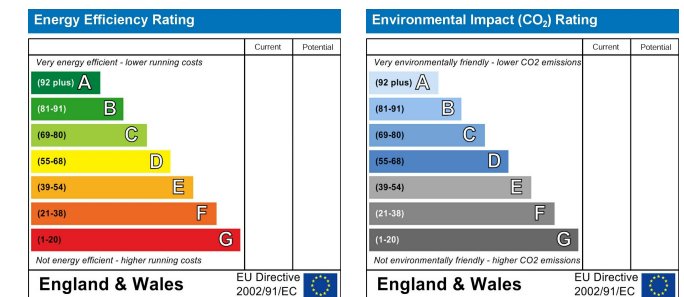 Energy Efficiency Rating
Current Potential
Very energy efficient - lower running costs
(92 plus) A
(81-91) B
(69-80) C
(55-68) D
(39-54) E
(21-38) F
(1-20) G
Not energy efficient - higher running costs
England & Wales
EU Directive
2002/91/EC
Environmental Impact (CO₂) Rating
Current Potential
Very environmentally friendly - lower CO2 emissions
(92 plus) A
(81-91) B
(69-80) C
(55-68) D
(39-54) E
(21-38) F
(1-20) G
Not environmentally friendly - higher CO2 emissions
England & Wales
EU Directive
2002/91/EC